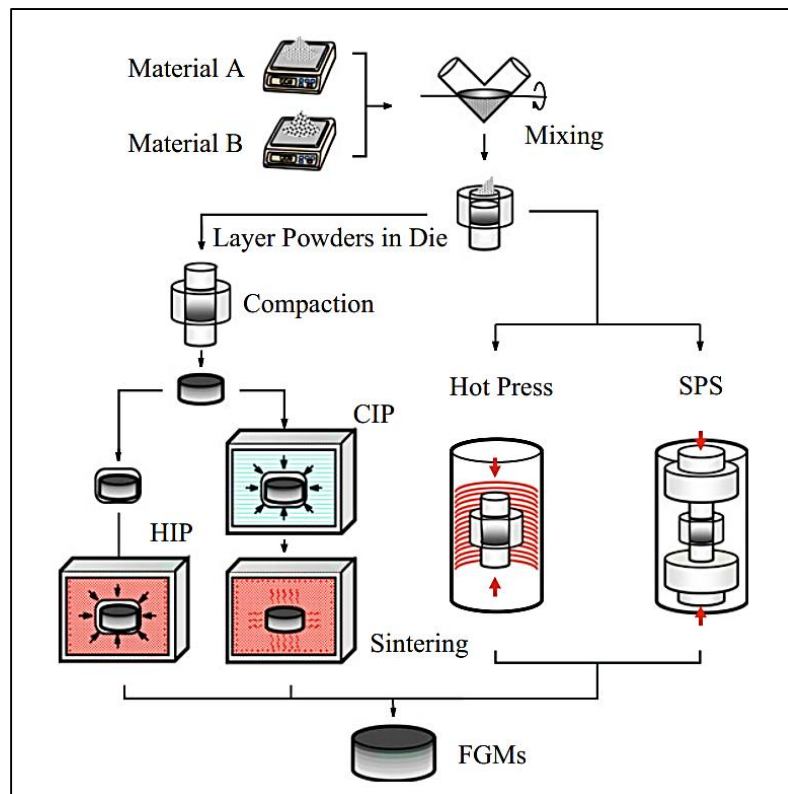 Material A
Material B
Mixing
Layer Powders in Die
Compaction
Hot Press
SPS
CIP
HIP
Sintering
FGMs